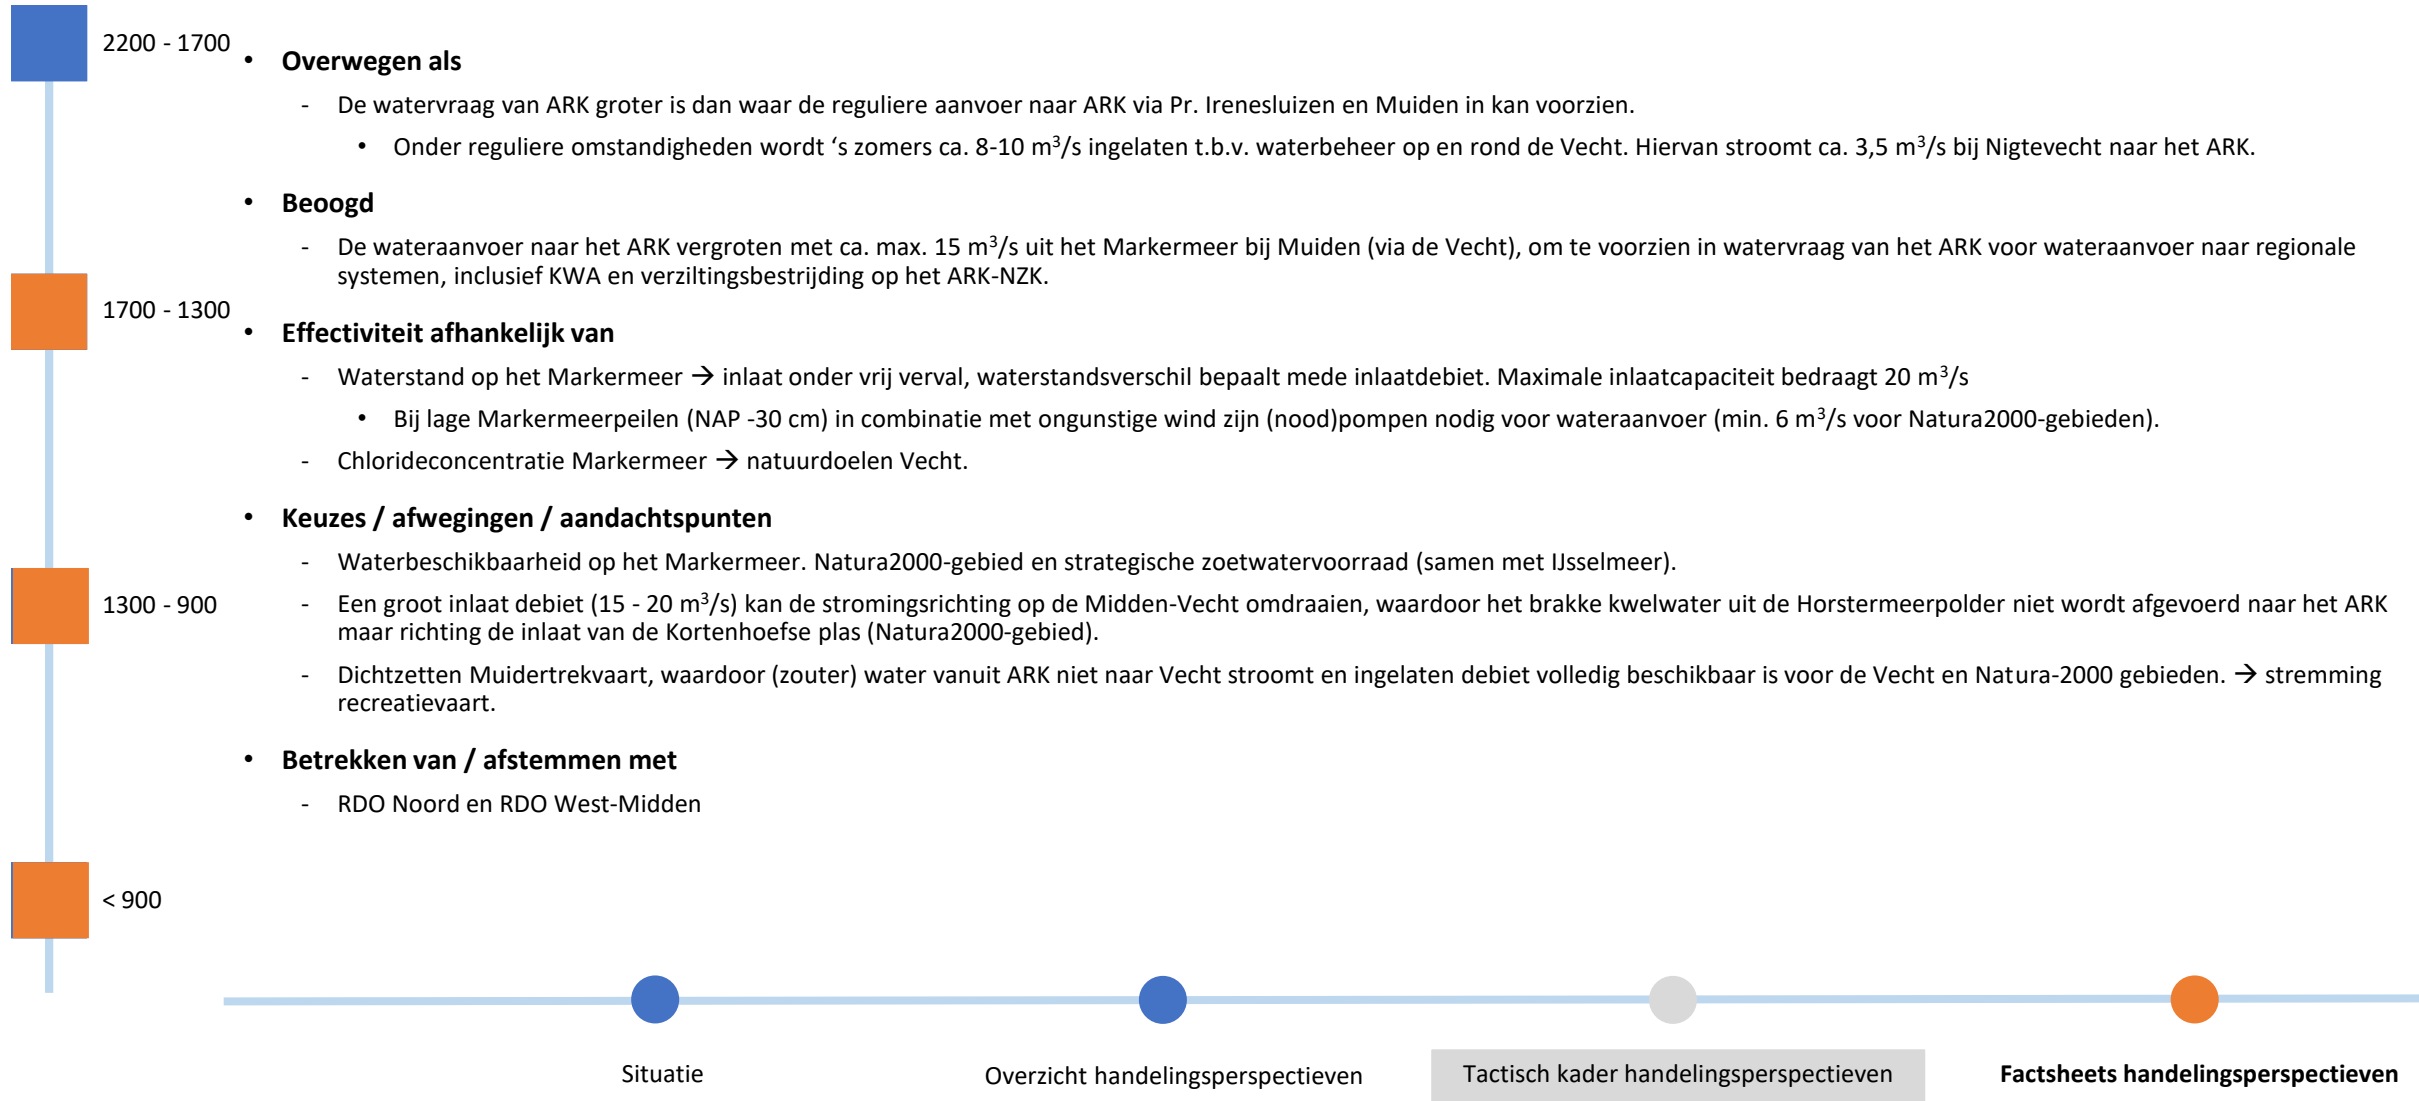 2200 - 1700
• Overwegen als
- De watervraag van ARK groter is dan waar de reguliere aanvoer naar ARK via Pr. Irenesluizen en Muiden in kan voorzien.
• Onder reguliere omstandigheden wordt ‘s zomers ca. 8-10 m³/s ingelaten t.b.v. waterbeheer op en rond de Vecht. Hiervan stroomt ca. 3,5 m³/s bij Nigtevecht naar het ARK.
• Beoogd
- De wateraanvoer naar het ARK vergroten met ca. max. 15 m³/s uit het Markermeer bij Muiden (via de Vecht), om te voorzien in watervraag van het ARK voor wateraanvoer naar regionale
systemen, inclusief KWA en verziltingsbestrijding op het ARK-NZK.
1700 - 1300
• Effectiviteit afhankelijk van
- Waterstand op het Markermeer → inlaat onder vrij verval, waterstandsverschil bepaalt mede inlaatdebiet. Maximale inlaatcapaciteit bedraagt 20 m³/s
• Bij lage Markermeerpeilen (NAP -30 cm) in combinatie met ongunstige wind zijn (nood)pompen nodig voor wateraanvoer (min. 6 m³/s voor Natura2000-gebieden).
- Chlorideconcentratie Markermeer → natuurdoelen Vecht.
• Keuzes / afwegingen / aandachtspunten
- Waterbeschikbaarheid op het Markermeer. Natura2000-gebied en strategische zoetwatervoorraad (samen met IJsselmeer).
1300 - 900
- Een groot inlaat debiet (15 - 20 m³/s) kan de stromingsrichting op de Midden-Vecht omdraaien, waardoor het brakke kwelwater uit de Horstermeerpolder niet wordt afgevoerd naar het ARK
maar richting de inlaat van de Kortenhoefse plas (Natura2000-gebied).
- Dichtzetten Muidertrekvaart, waardoor (zouter) water vanuit ARK niet naar Vecht stroomt en ingelaten debiet volledig beschikbaar is voor de Vecht en Natura-2000 gebieden. → stremming
recreatievaart.
• Betrekken van / afstemmen met
- RDO Noord en RDO West-Midden
< 900
Situatie
Overzicht handelingsperspectieven
Tactisch kader handelingsperspectieven
Factsheets handelingsperspectieven